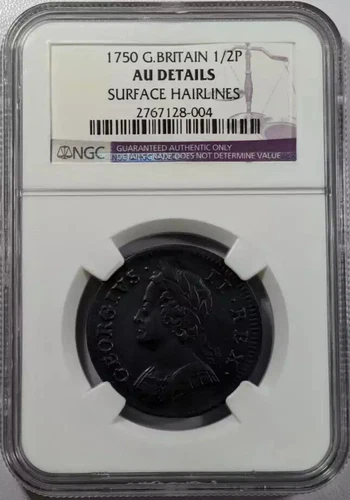 1750 G.BRITAIN 1/2P
AU DETAILS
SURFACE HAIRLINES
2767128-004
NGC
GUARANTEED AUTHENTIC ONLY
DETAILS GRADE DOES NOT DETERMINE VALUE
GEORGIVS · II · REX ·